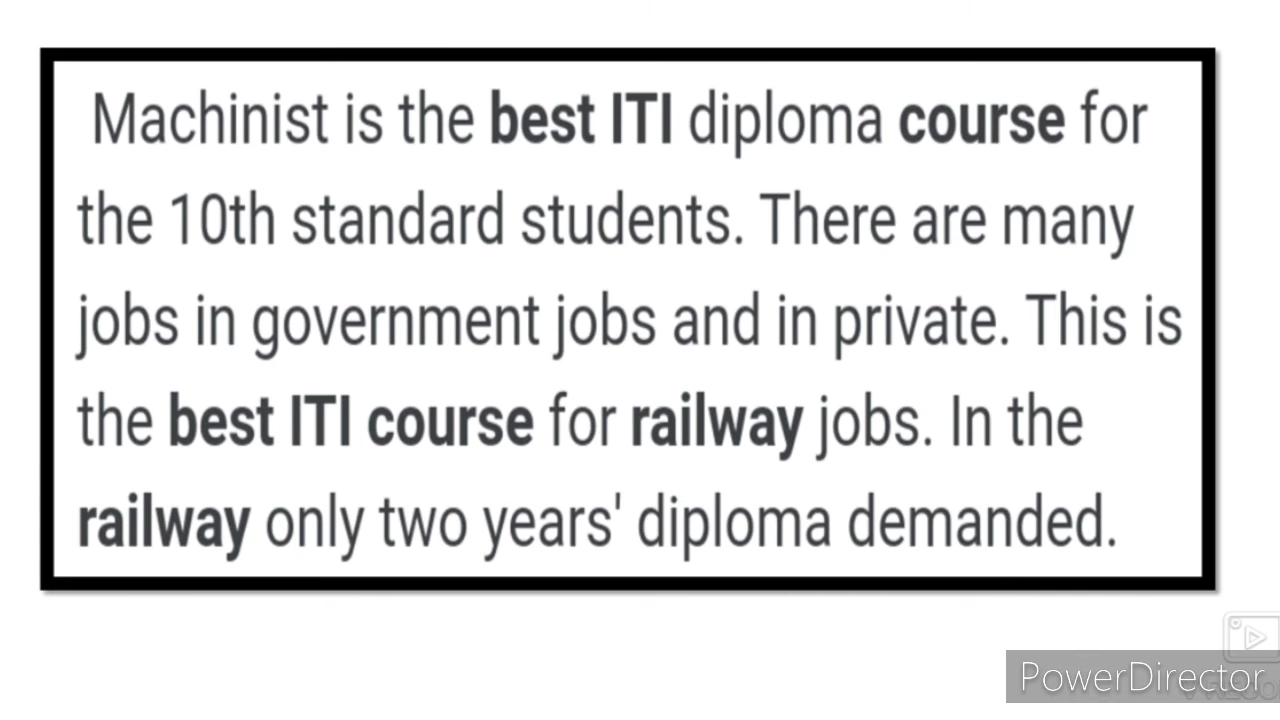 Machinist is the best ITI diploma course for
the 10th standard students. There are many
jobs in government jobs and in private. This is
the best ITI course for railway jobs. In the
railway only two years' diploma demanded.
PowerDirector